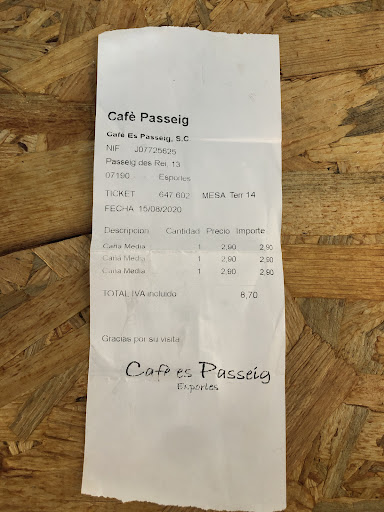 Cafè Passeig
Café Es Passeig, S.C
NIF J07725625
Passeig des Rei, 13
07190 Esportes
TICKET 647.602 MESA Terr 14
FECHA 15/08/2020
Descripcion Cantidad Precio Importe
Caña Media 1 2,90 2,90
Caña Media 1 2,90 2,90
Caña Media 1 2,90 2,90
TOTAL IVA incluido 8,70
Gracias por su visita
Cafè es Passeig
Esportes